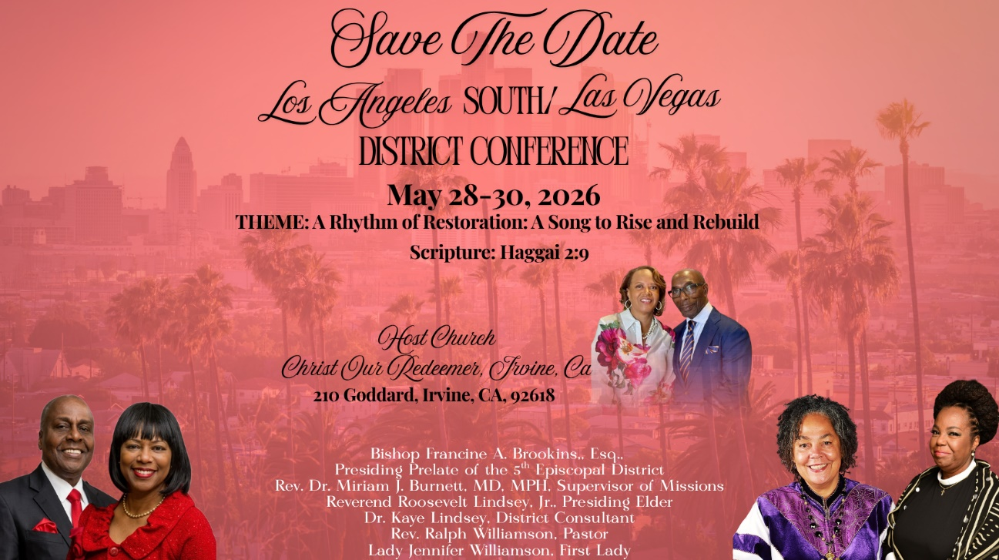 Save The Date
Los Angeles SOUTH/ Las Vegas
DISTRICT CONFERENCE
May 28-30, 2026
THEME: A Rhythm of Restoration: A Song to Rise and Rebuild
Scripture: Haggai 2:9
Host Church
Christ Our Redeemer, Irvine, Ca
210 Goddard, Irvine, CA, 92618
Bishop Francine A. Brookins,, Esq.,
Presiding Prelate of the 5th Episcopal District
Rev. Dr. Miriam J. Burnett, MD, MPH, Supervisor of Missions
Reverend Roosevelt Lindsey, Jr., Presiding Elder
Dr. Kaye Lindsey, District Consultant
Rev. Ralph Williamson, Pastor
Lady Jennifer Williamson, First Lady